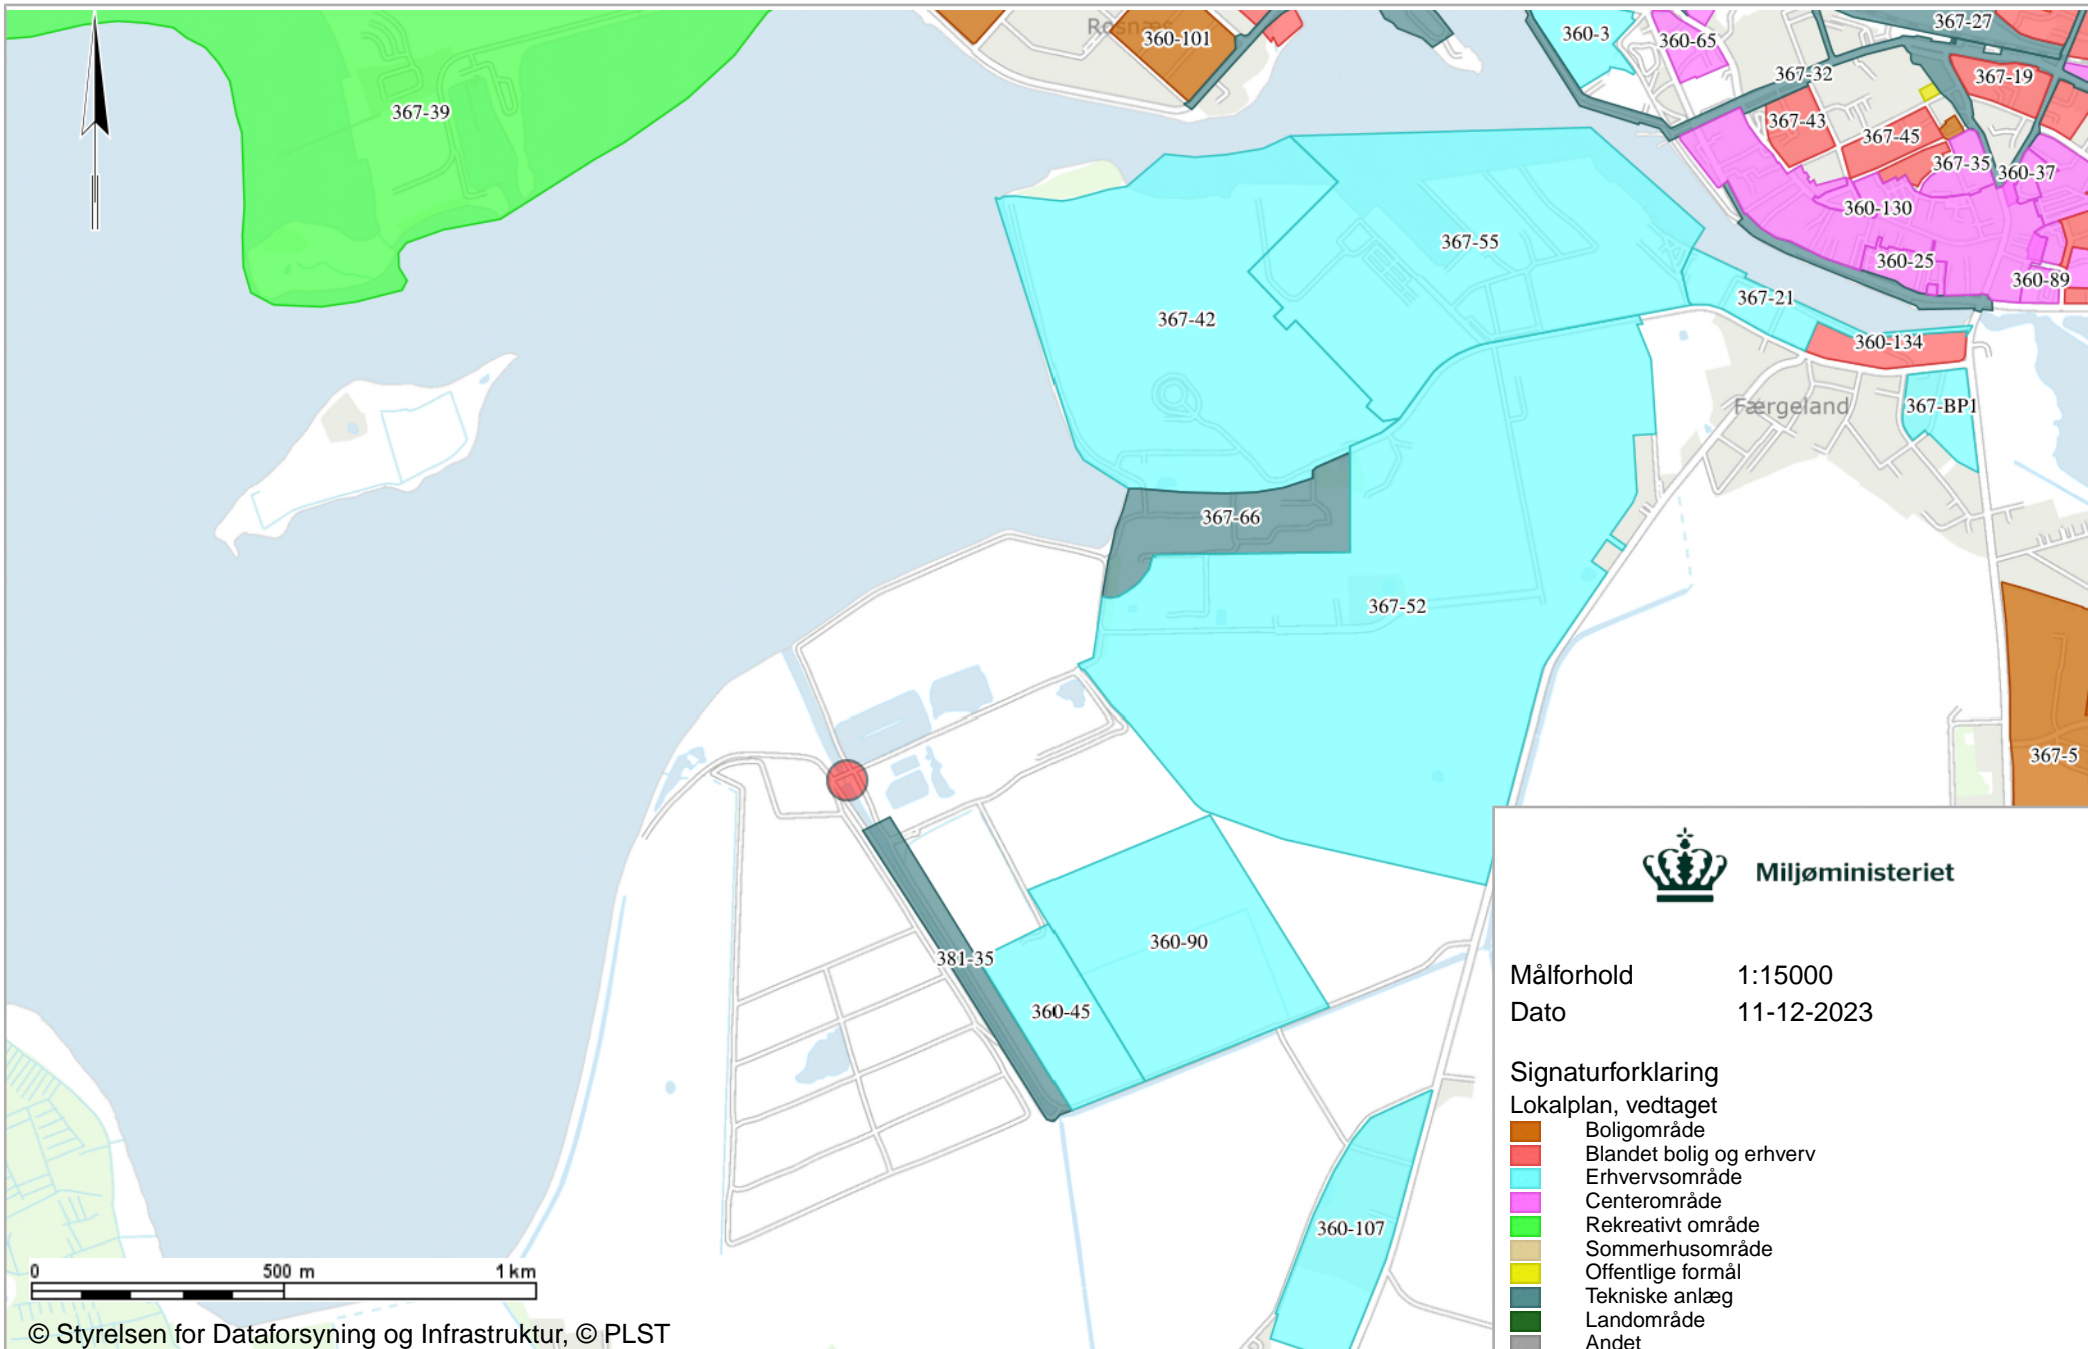 Rosnæs
360-101
360-3
360-65
367-27
367-32
367-19
367-39
367-43
367-45
367-35
360-37
360-130
367-55
360-25
360-89
367-21
367-42
360-134
Færgeland
367-BP1
367-66
367-52
367-5
Miljøministeriet
360-90
381-35
360-45
Målforhold 1:15000
Dato 11-12-2023
Signaturforklaring
Lokalplan, vedtaget
Boligområde
Blandet bolig og erhverv
Erhvervsområde
Centerområde
Rekreativt område
Sommerhusområde
Offentlige formål
Tekniske anlæg
Landområde
Andet
360-107
0 500 m 1 km
© Styrelsen for Dataforsyning og Infrastruktur, © PLST